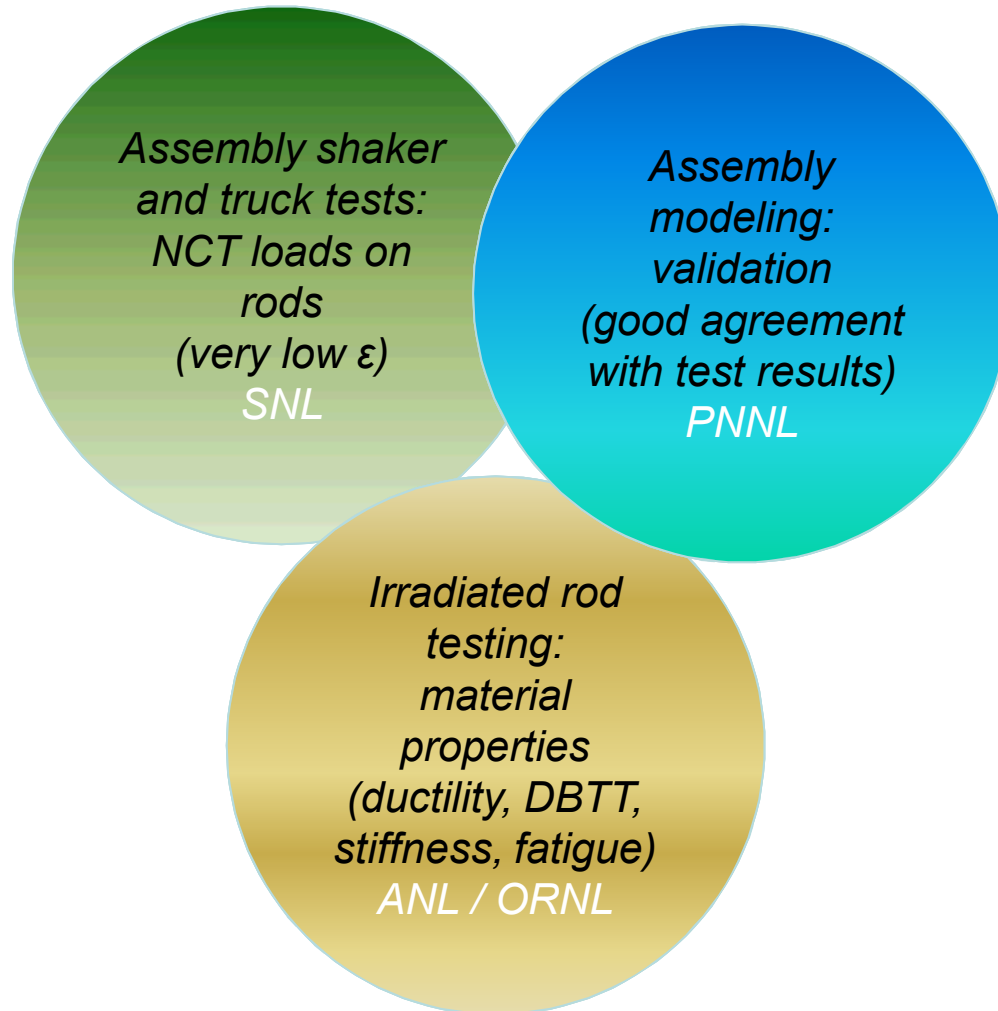 Assembly shaker
and truck tests:
NCT loads on
rods
(very low ε)
SNL
Assembly
modeling:
validation
(good agreement
with test results)
PNNL
Irradiated rod
testing:
material
properties
(ductility, DBTT,
stiffness, fatigue)
ANL / ORNL